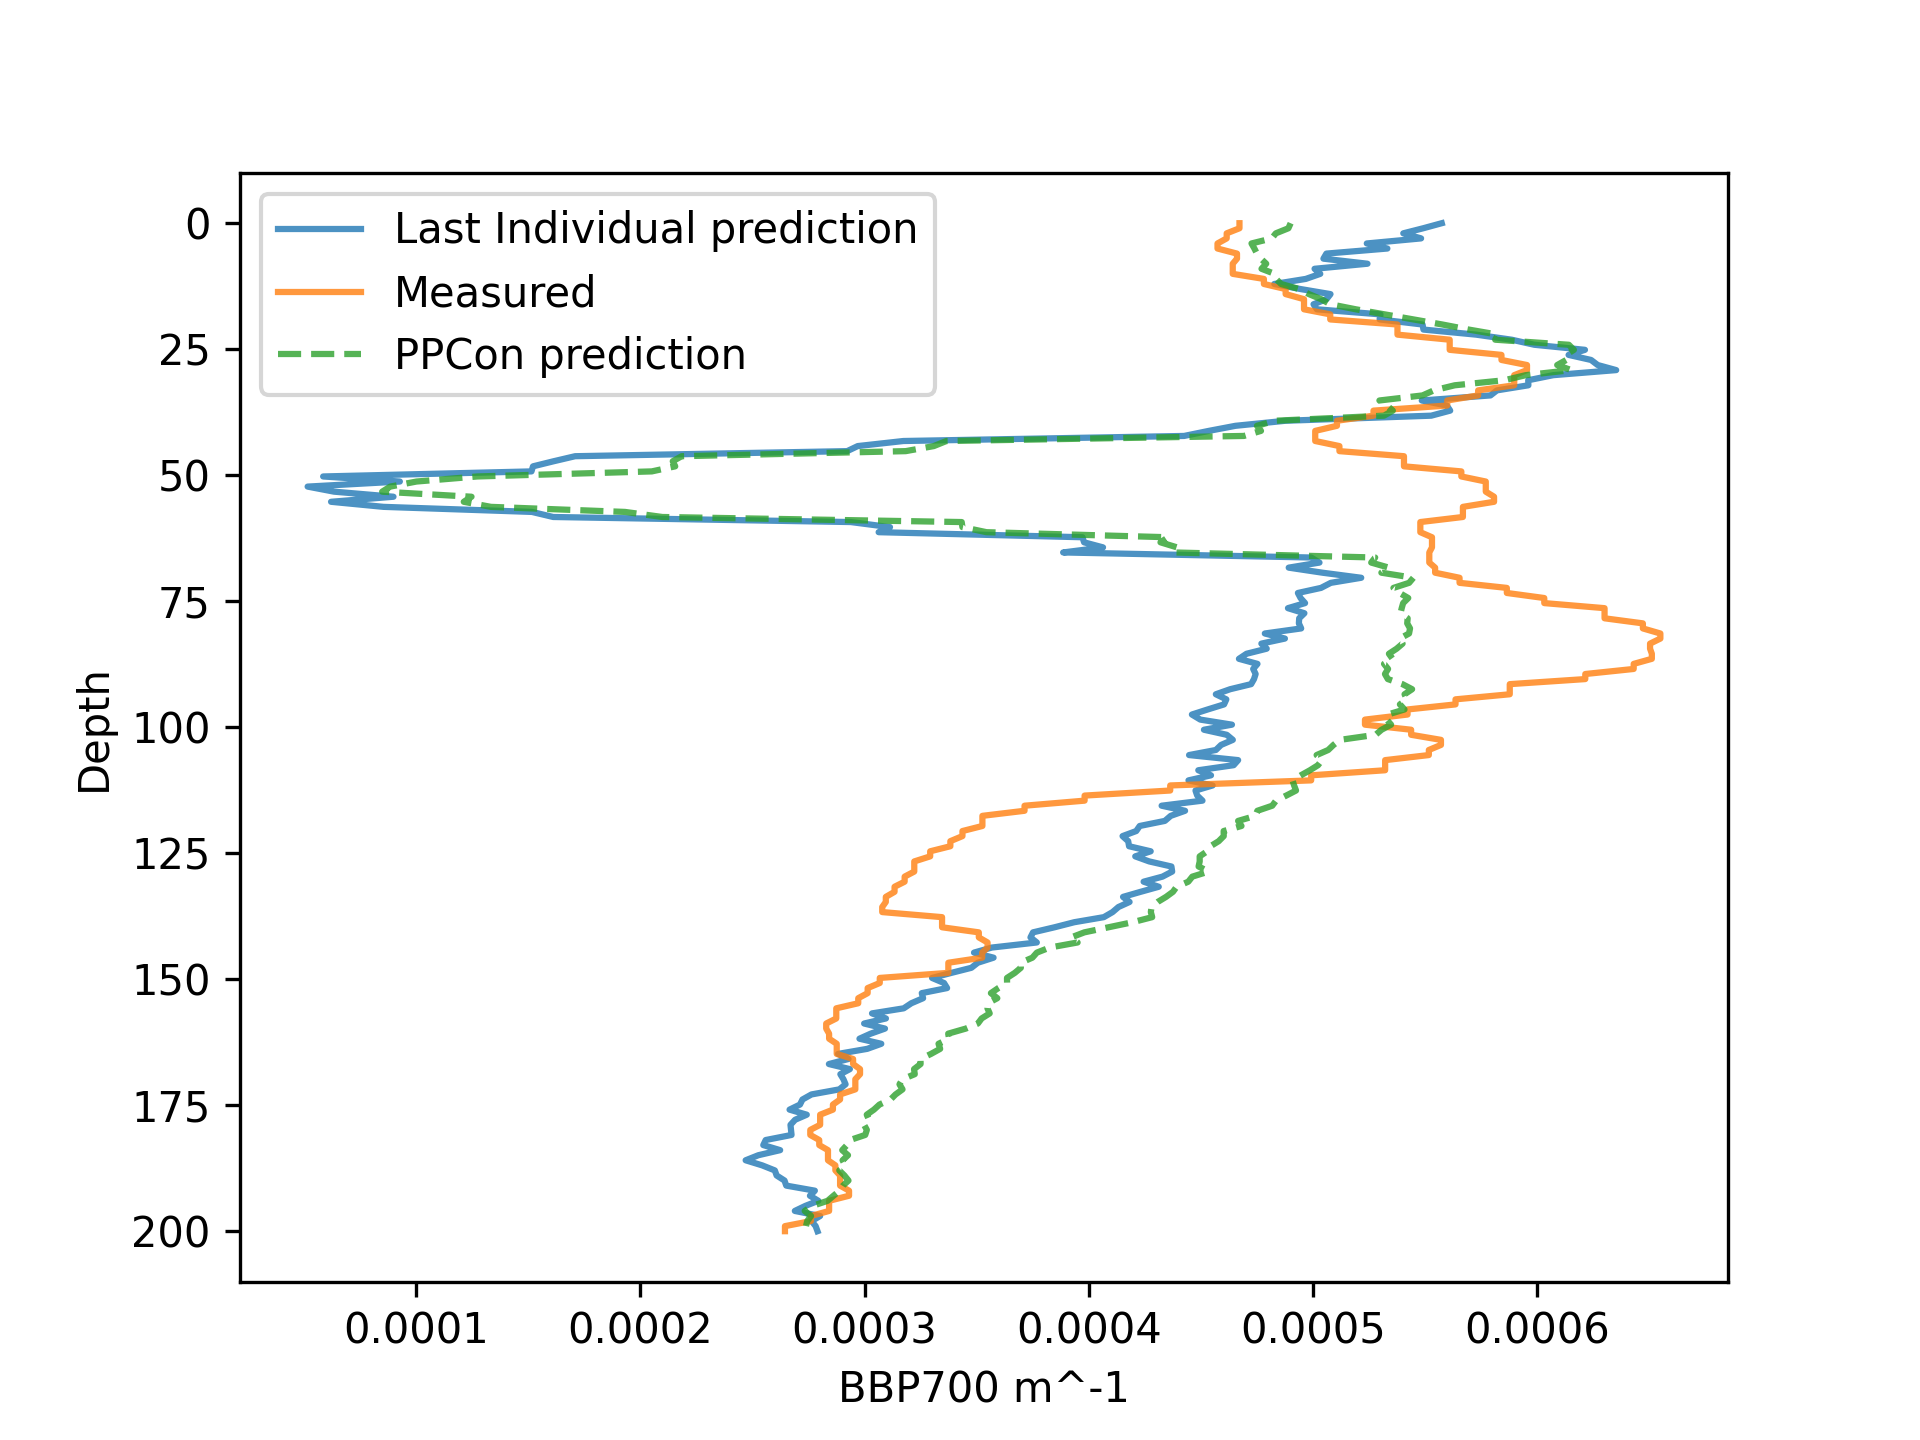 Last Individual prediction
Measured
PPCon prediction
0
25
50
75
100
125
150
175
200
Depth
0.0001 0.0002 0.0003 0.0004 0.0005 0.0006
BBP700 m^-1